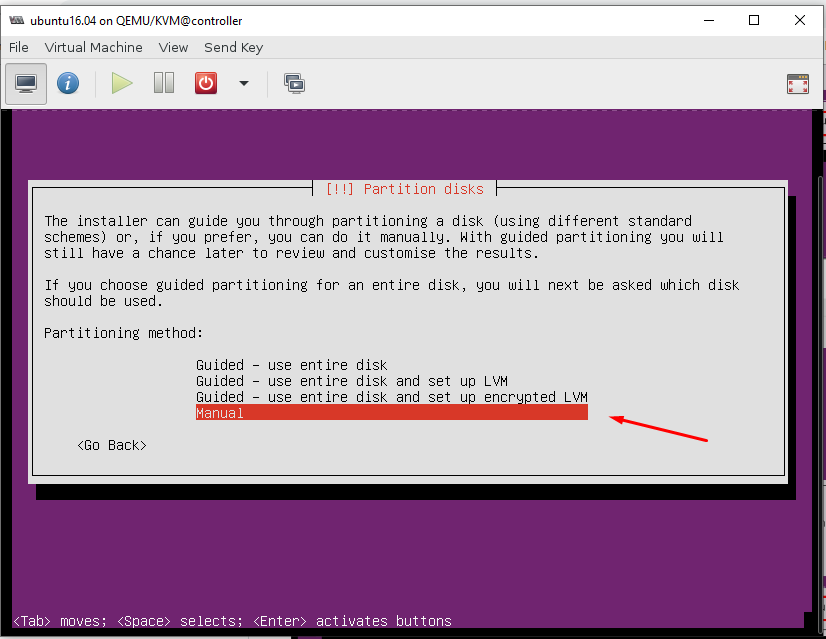 ubuntu16.04 on QEMU/KVM@controller
File Virtual Machine View Send Key
[!!] Partition disks
The installer can guide you through partitioning a disk (using different standard
schemes) or, if you prefer, you can do it manually. With guided partitioning you will
still have a chance later to review and customise the results.
If you choose guided partitioning for an entire disk, you will next be asked which disk
should be used.
Partitioning method:
Guided - use entire disk
Guided - use entire disk and set up LVM
Guided - use entire disk and set up encrypted LVM
Manual
<Go Back>
<Tab> moves; <Space> selects; <Enter> activates buttons